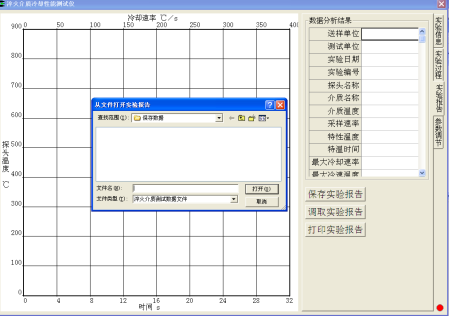 淬火介质冷却性能测试仪
冷却速率 ℃/s
0 50 100 150 200 250 300 350 400
900
800
700
600
500
400
300
200
100
0
探头温度 ℃
0 4 8 12 16 20 24 28 32
时间 s
从文件打开实验报告
查找范围(I):
保存数据
文件名(N):
打开(O)
文件类型(T):
淬火介质测试数据文件
取消
数据分析结果
送样单位
测试单位
实验日期
实验编号
探头名称
介质名称
介质温度
采样速率
特性温度
特温时间
最大冷却速率
最大冷速温度
保存实验报告
调取实验报告
打印实验报告
实验信息
实验过程
实验报告
参数调节